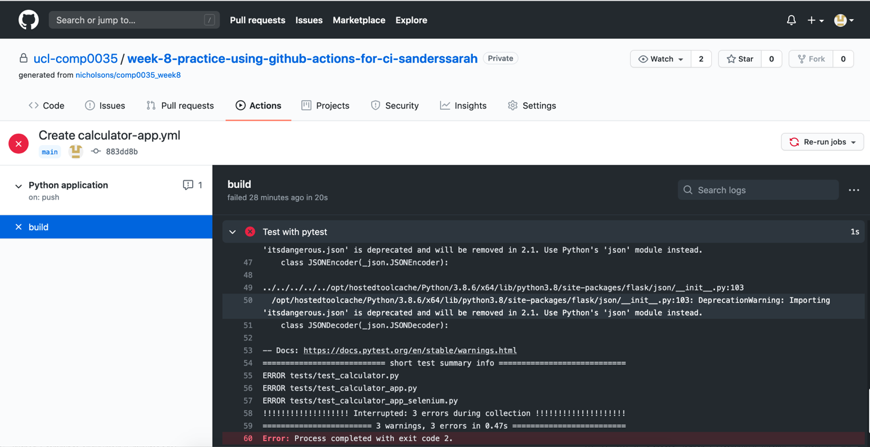 Search or jump to...
/
Pull requests
Issues
Marketplace
Explore
ucl-comp0035 / week-8-practice-using-github-actions-for-ci-sanderssarah
Private
generated from nicholsons/comp0035_week8
Watch
2
Star
0
Fork
0
Code
Issues
Pull requests
Actions
Projects
Security
Insights
Settings
Create calculator-app.yml
main
883dd8b
Re-run jobs
Python application
1
on: push
build
build
failed 28 minutes ago in 20s
Search logs
Test with pytest
1s
'itsdangerous.json' is deprecated and will be removed in 2.1. Use Python's 'json' module instead.
47 class JSONEncoder(_json.JSONEncoder):
48
49 ../../../../../opt/hostedtoolcache/Python/3.8.6/x64/lib/python3.8/site-packages/flask/json/__init__.py:103
50 /opt/hostedtoolcache/Python/3.8.6/x64/lib/python3.8/site-packages/flask/json/__init__.py:103: DeprecationWarning: Importing
'itsdangerous.json' is deprecated and will be removed in 2.1. Use Python's 'json' module instead.
51 class JSONDecoder(_json.JSONDecoder):
52
53 -- Docs: https://docs.pytest.org/en/stable/warnings.html
54 =========================== short test summary info ============================
55 ERROR tests/test_calculator.py
56 ERROR tests/test_calculator_app.py
57 ERROR tests/test_calculator_app_selenium.py
58 !!!!!!!!!!!!!!!!!!! Interrupted: 3 errors during collection !!!!!!!!!!!!!!!!!!!!
59 ======================== 3 warnings, 3 errors in 0.47s =========================
60 Error: Process completed with exit code 2.